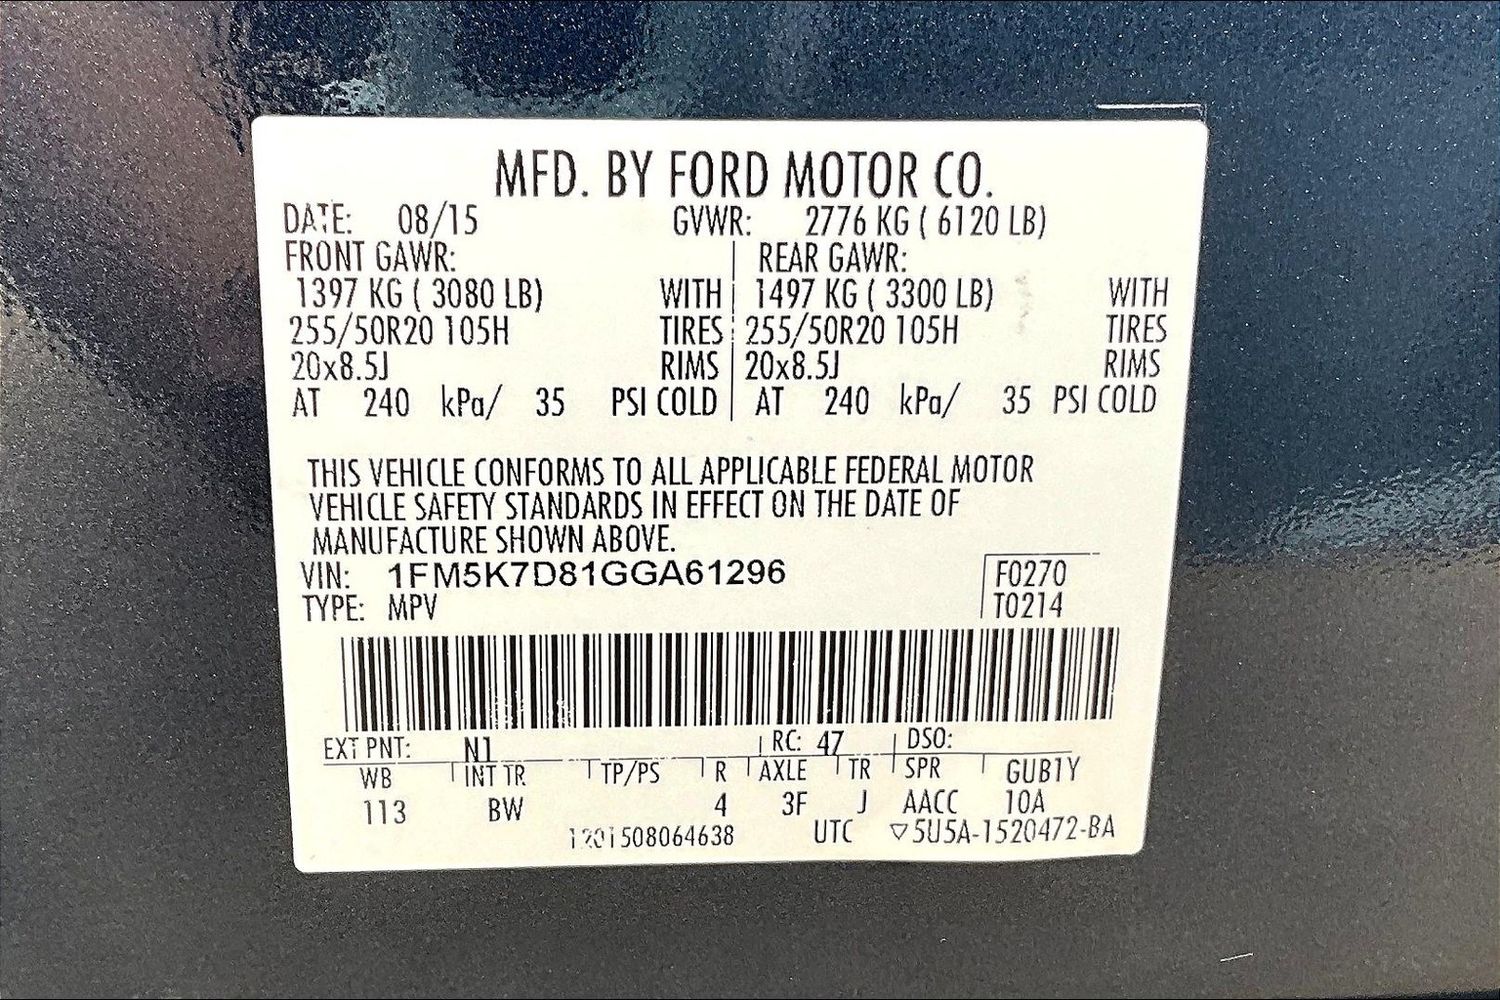 MFD. BY FORD MOTOR CO.
DATE: 08/15 GVWR: 2776 KG ( 6120 LB)
FRONT GAWR: REAR GAWR:
1397 KG ( 3080 LB) WITH 1497 KG ( 3300 LB) WITH
255/50R20 105H TIRES 255/50R20 105H TIRES
20x8.5J RIMS 20x8.5J RIMS
AT 240 kPa/ 35 PSI COLD AT 240 kPa/ 35 PSI COLD
THIS VEHICLE CONFORMS TO ALL APPLICABLE FEDERAL MOTOR
VEHICLE SAFETY STANDARDS IN EFFECT ON THE DATE OF
MANUFACTURE SHOWN ABOVE.
VIN: 1FM5K7D81GGA61296 F0270
TYPE: MPV T0214
EXT PNT: N1 RC: 47 DSO:
WB INT TR TP/PS R AXLE TR SPR GUB1Y
113 BW 4 3F J AACC 10A
1201508064638 UTC ▽5U5A-1520472-BA